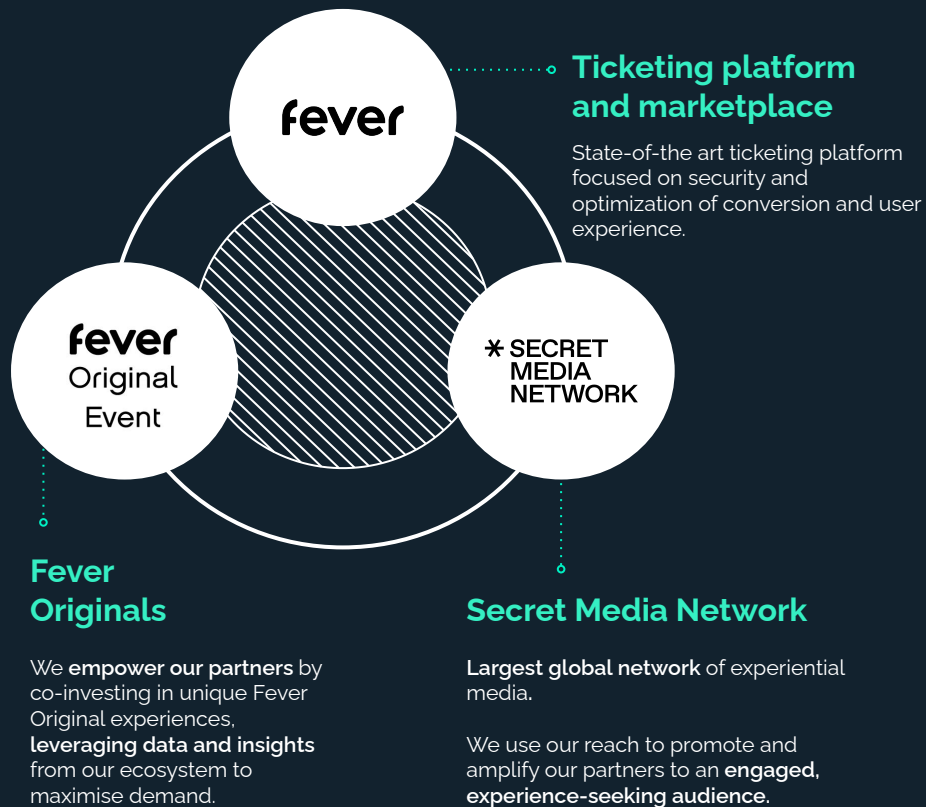 fever
Ticketing platform
and marketplace
State-of-the art ticketing platform
focused on security and
optimization of conversion and user
experience.
fever
Original
Event
* SECRET
MEDIA
NETWORK
Fever
Originals
We empower our partners by
co-investing in unique Fever
Original experiences,
leveraging data and insights
from our ecosystem to
maximise demand.
Secret Media Network
Largest global network of experiential
media.
We use our reach to promote and
amplify our partners to an engaged,
experience-seeking audience.